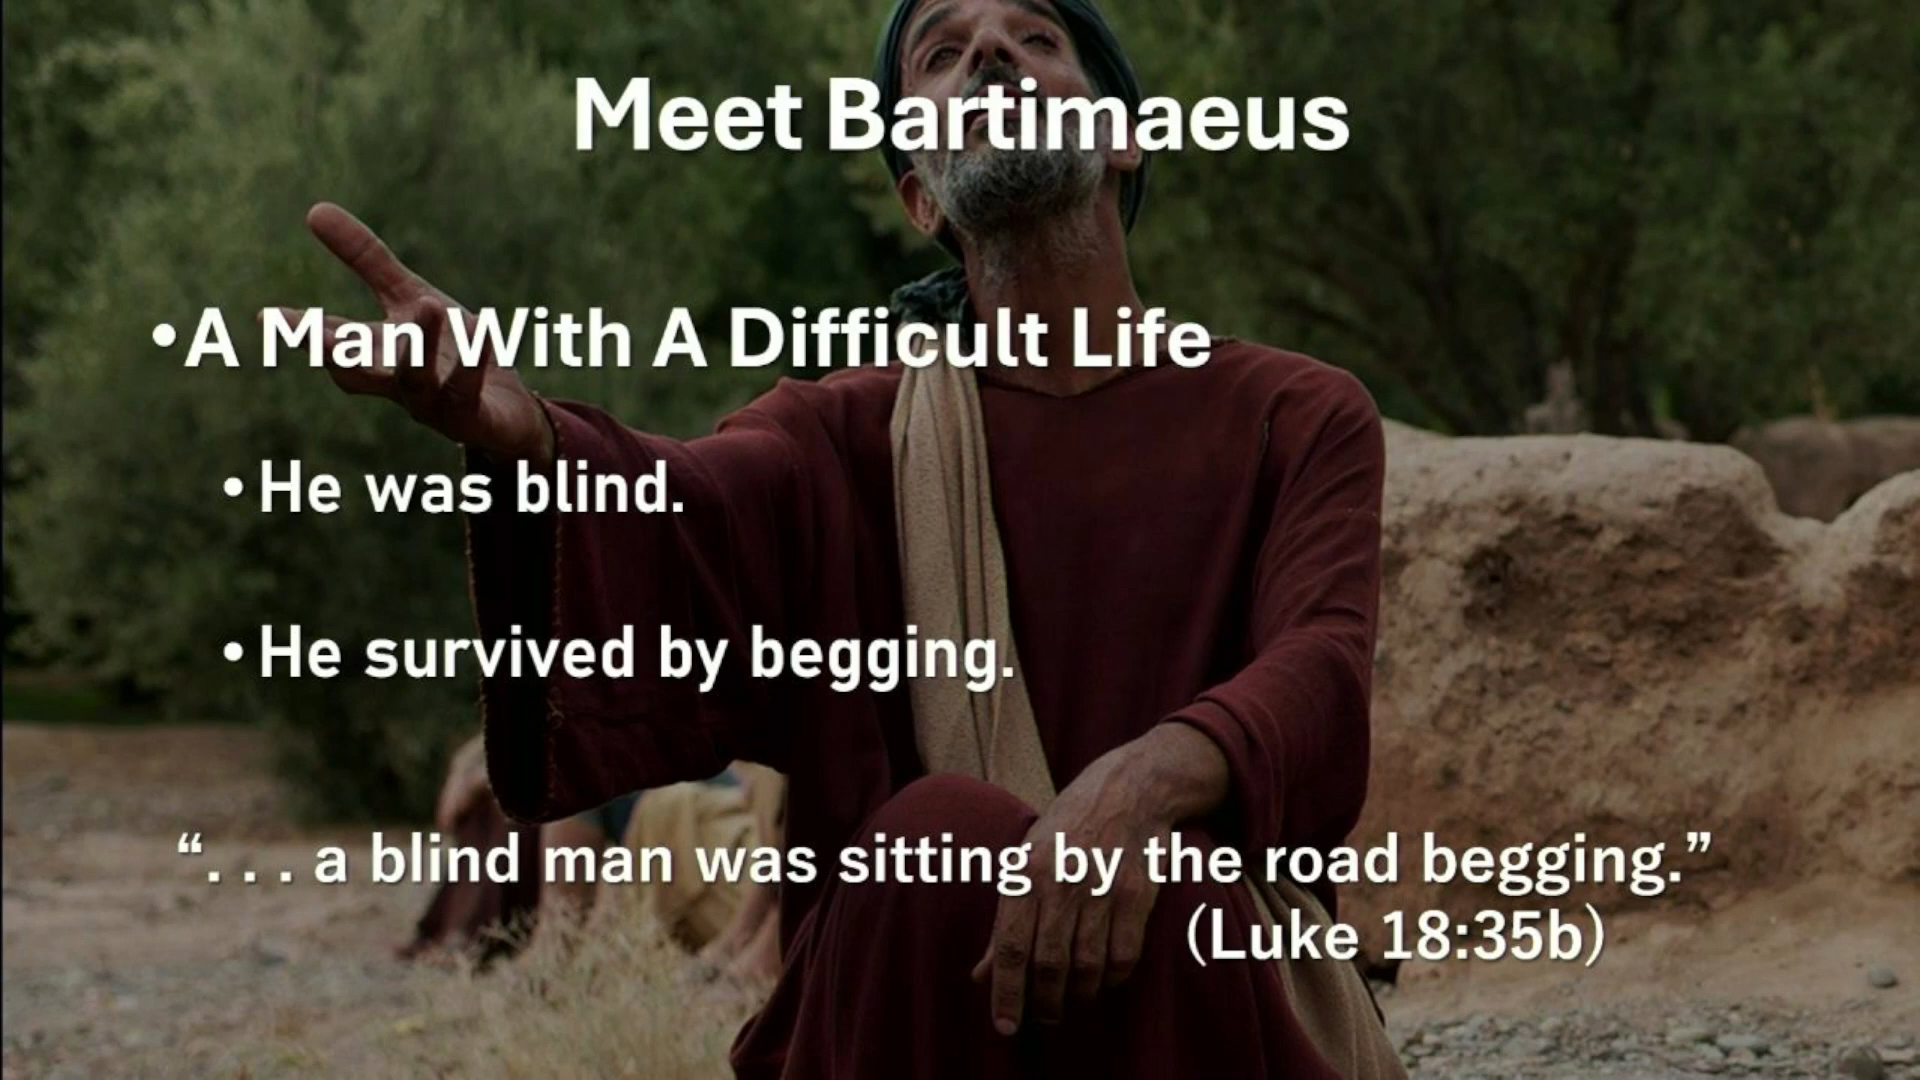 Meet Bartimaeus
•A Man With A Difficult Life
• He was blind.
• He survived by begging.
“. . . a blind man was sitting by the road begging.”
(Luke 18:35b)